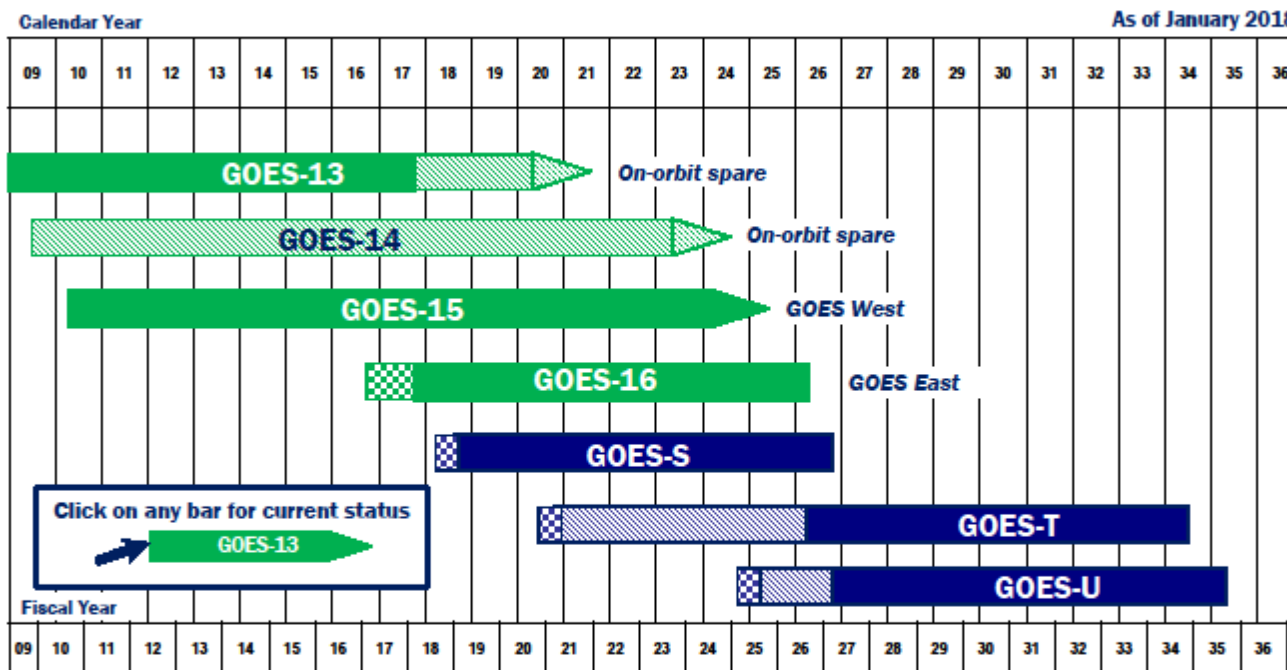 Calendar Year
As of January 2018
09 10 11 12 13 14 15 16 17 18 19 20 21 22 23 24 25 26 27 28 29 30 31 32 33 34 35 36
GOES-13
On-orbit spare
GOES-14
On-orbit spare
GOES-15
GOES West
GOES-16
GOES East
GOES-S
Click on any bar for current status
GOES-13
GOES-T
GOES-U
Fiscal Year
09 10 11 12 13 14 15 16 17 18 19 20 21 22 23 24 25 26 27 28 29 30 31 32 33 34 35 36